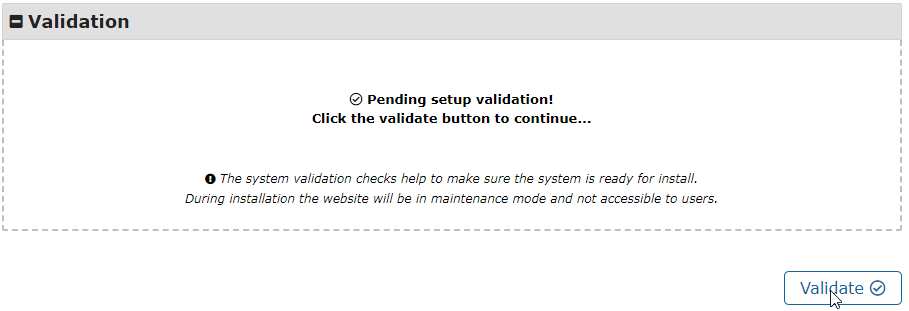 Validation
Pending setup validation!
Click the validate button to continue...
The system validation checks help to make sure the system is ready for install.
During installation the website will be in maintenance mode and not accessible to users.
Validate